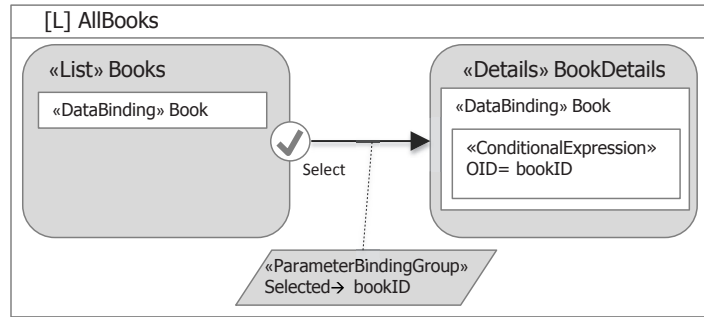 [L] AllBooks
«List» Books
«DataBinding» Book
Select
«Details» BookDetails
«DataBinding» Book
«ConditionalExpression»
OID= bookID
«ParameterBindingGroup»
Selected→ bookID